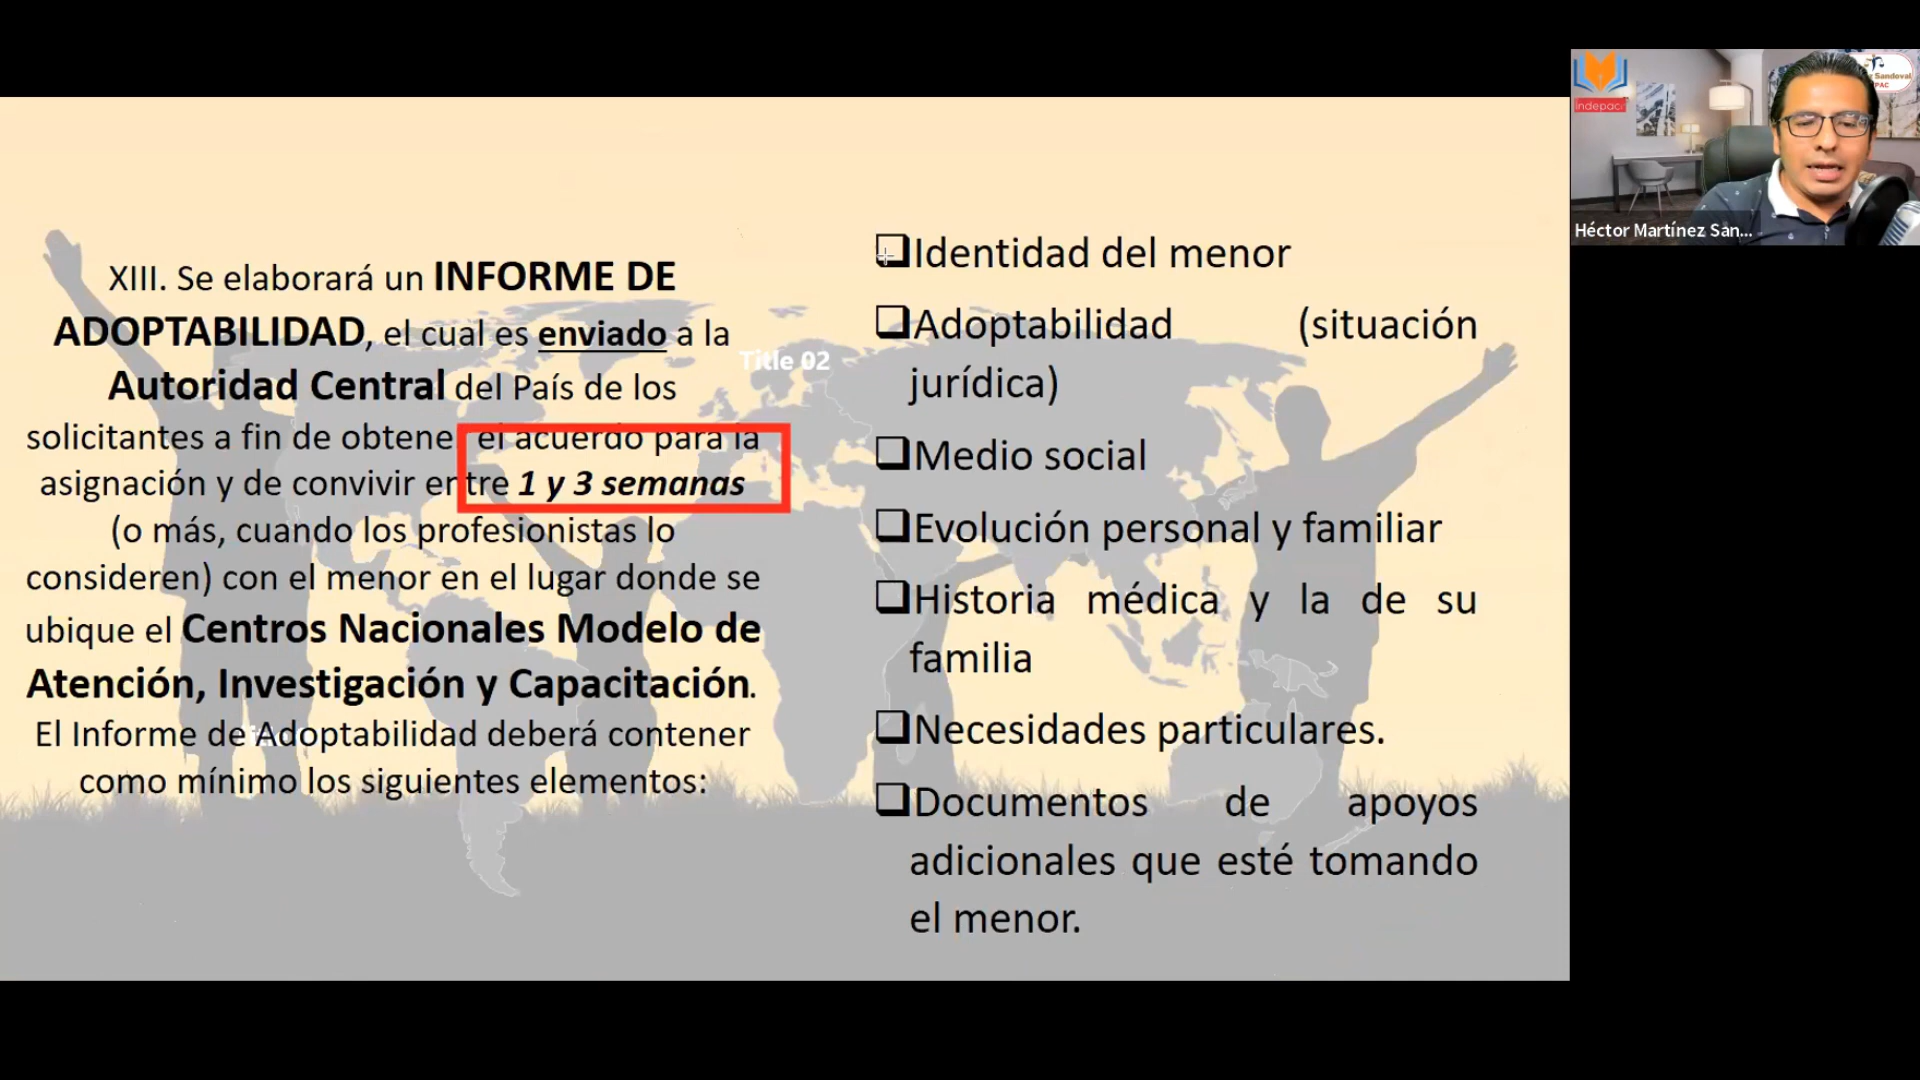 XIII. Se elaborará un INFORME DE
ADOPTABILIDAD, el cual es enviado a la
Autoridad Central del País de los
solicitantes a fin de obtene el acuerdo para la
asignación y de convivir entre 1 y 3 semanas
(o más, cuando los profesionistas lo
consideren) con el menor en el lugar donde se
ubique el Centros Nacionales Modelo de
Atención, Investigación y Capacitación.
El Informe de Adoptabilidad deberá contener
como mínimo los siguientes elementos:
Title 02
❑Identidad del menor
❑Adoptabilidad (situación
jurídica)
❑Medio social
❑Evolución personal y familiar
❑Historia médica y la de su
familia
❑Necesidades particulares.
❑Documentos de apoyos
adicionales que esté tomando
el menor.
indepac
Sandoval
PAC
Héctor Martínez San...